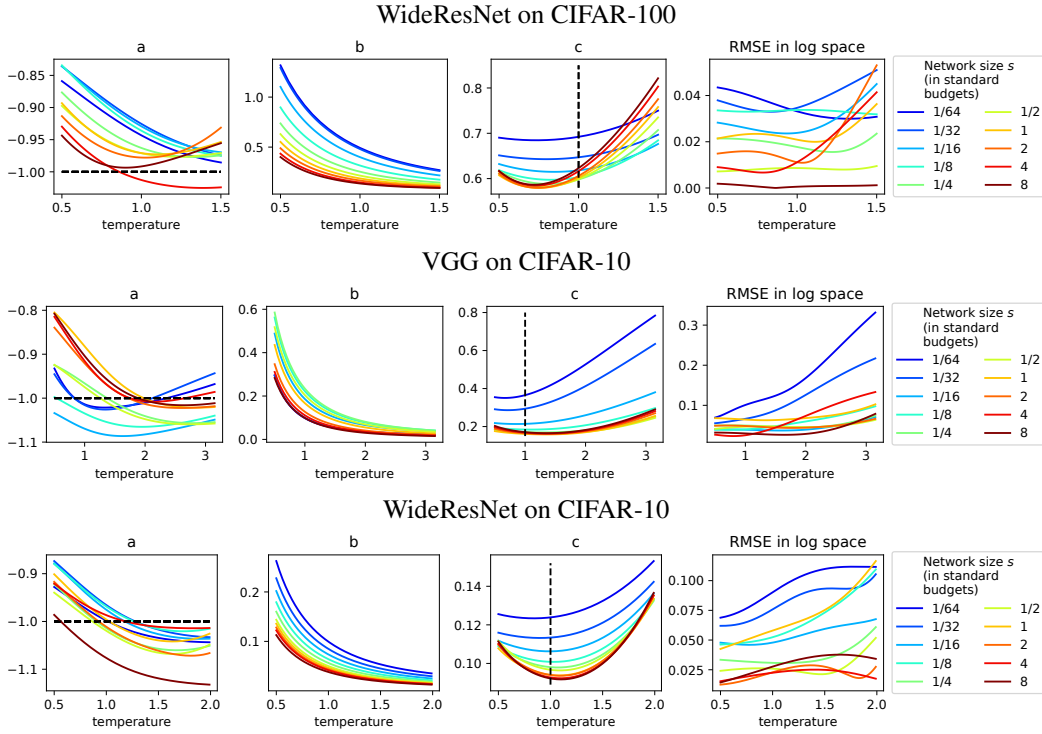 WideResNet on CIFAR-100
a
b
c
RMSE in log space
−0.85
−0.90
−0.95
−1.00
0.5 1.0 1.5
temperature
1.0
0.5
0.5 1.0 1.5
temperature
0.8
0.7
0.6
0.5 1.0 1.5
temperature
0.04
0.02
0.00
0.5 1.0 1.5
temperature
Network size s
(in standard
budgets)
1/64 1/2
1/32 1
1/16 2
1/8 4
1/4 8
VGG on CIFAR-10
a
b
c
RMSE in log space
−0.8
−0.9
−1.0
−1.1
1 2 3
temperature
0.6
0.4
0.2
0.0
1 2 3
temperature
0.8
0.6
0.4
0.2
1 2 3
temperature
0.3
0.2
0.1
1 2 3
temperature
Network size s
(in standard
budgets)
1/64 1/2
1/32 1
1/16 2
1/8 4
1/4 8
WideResNet on CIFAR-10
a
b
c
RMSE in log space
−0.9
−1.0
−1.1
0.5 1.0 1.5 2.0
temperature
0.2
0.1
0.5 1.0 1.5 2.0
temperature
0.14
0.12
0.10
0.5 1.0 1.5 2.0
temperature
0.100
0.075
0.050
0.025
0.5 1.0 1.5 2.0
temperature
Network size s
(in standard
budgets)
1/64 1/2
1/32 1
1/16 2
1/8 4
1/4 8